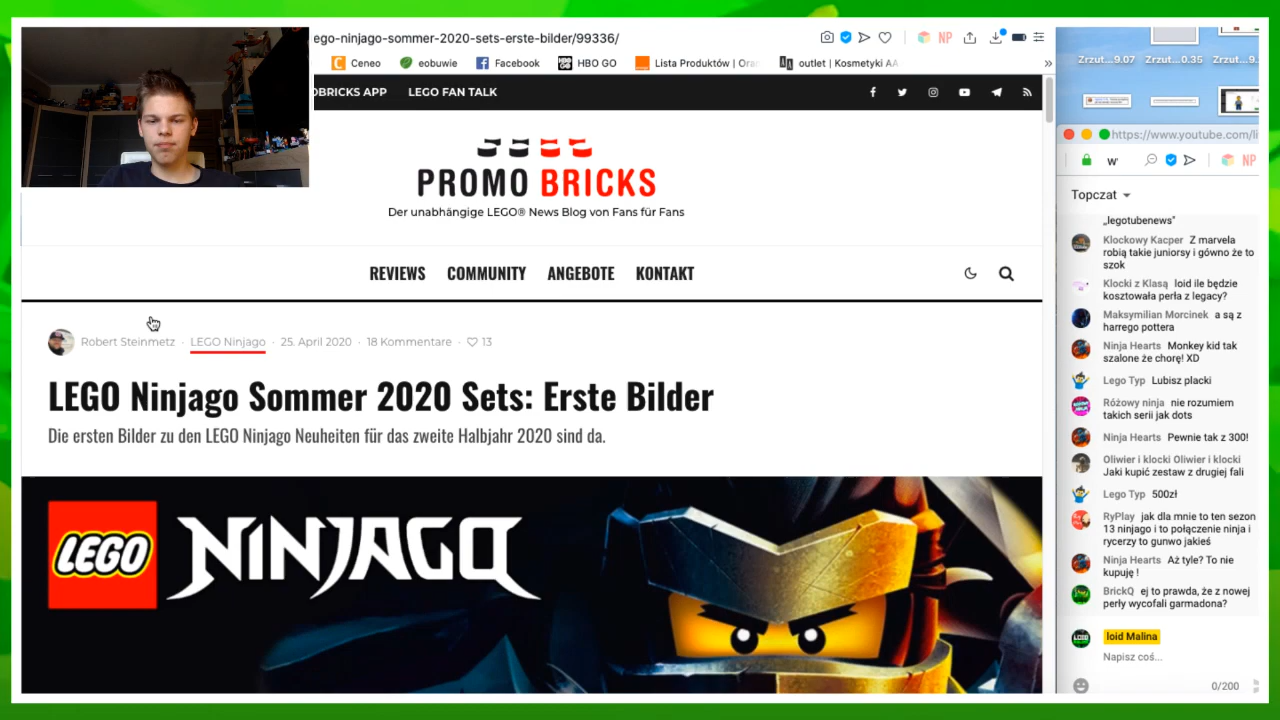 ego-ninjago-sommer-2020-sets-erste-bilder/99336/
NP
Ceneo
eobuwie
Facebook
HBO GO
Lista Produktów | Ora
outlet | Kosmetyki AA
»
OBRICKS APP
LEGO FAN TALK
PROMO BRICKS
Der unabhängige LEGO® News Blog von Fans für Fans
REVIEWS
COMMUNITY
ANGEBOTE
KONTAKT
Robert Steinmetz · LEGO Ninjago · 25. April 2020 · 18 Kommentare · 13
LEGO Ninjago Sommer 2020 Sets: Erste Bilder
Die ersten Bilder zu den LEGO Ninjago Neuheiten für das zweite Halbjahr 2020 sind da.
LEGO
NINJAGO
Zrzut...9.07
Zrzut...0.35
Zrzut...9.
https://www.youtube.com/li
w
NP
Topczat
„legotubenews"
Klockowy Kacper Z marvela
robią takie juniorsy i gówno że to
szok
Klocki z Klasą loid ile będzie
kosztowała perła z legacy?
Maksymilian Morcinek a są z
harrego pottera
Ninja Hearts Monkey kid tak
szalone że chorę! XD
Lego Typ Lubisz placki
Różowy ninja nie rozumiem
takich serii jak dots
Ninja Hearts Pewnie tak z 300!
Oliwier i klocki Oliwier i klocki
Jaki kupić zestaw z drugiej fali
Lego Typ 500zł
RyPlay jak dla mnie to ten sezon
13 ninjago i to połączenie ninja i
rycerzy to gunwo jakieś
Ninja Hearts Aż tyle? To nie
kupuję !
BrickQ ej to prawda, że z nowej
perły wycofali garmadona?
LOID
loid Malina
Napisz coś...
0/200